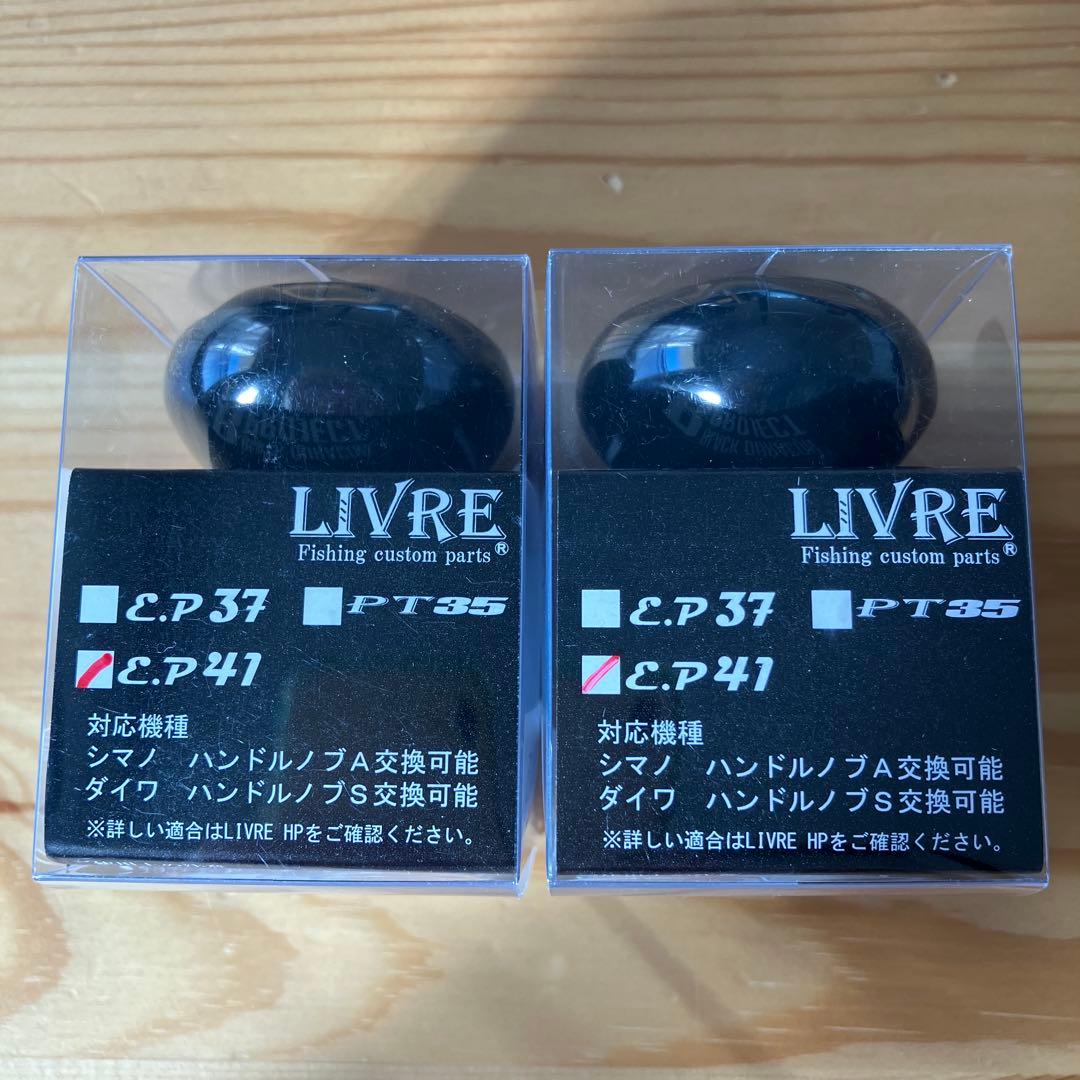 PROJECT
LIVRE
Fishing custom parts®
E.P 37 PT35
E.P 41
対応機種
シマノ ハンドルノブA交換可能
ダイワ ハンドルノブS交換可能
※詳しい適合はLIVRE HPをご確認ください。
PROJECT
LIVRE
Fishing custom parts®
E.P 37 PT35
E.P 41
対応機種
シマノ ハンドルノブA交換可能
ダイワ ハンドルノブS交換可能
※詳しい適合はLIVRE HPをご確認ください。